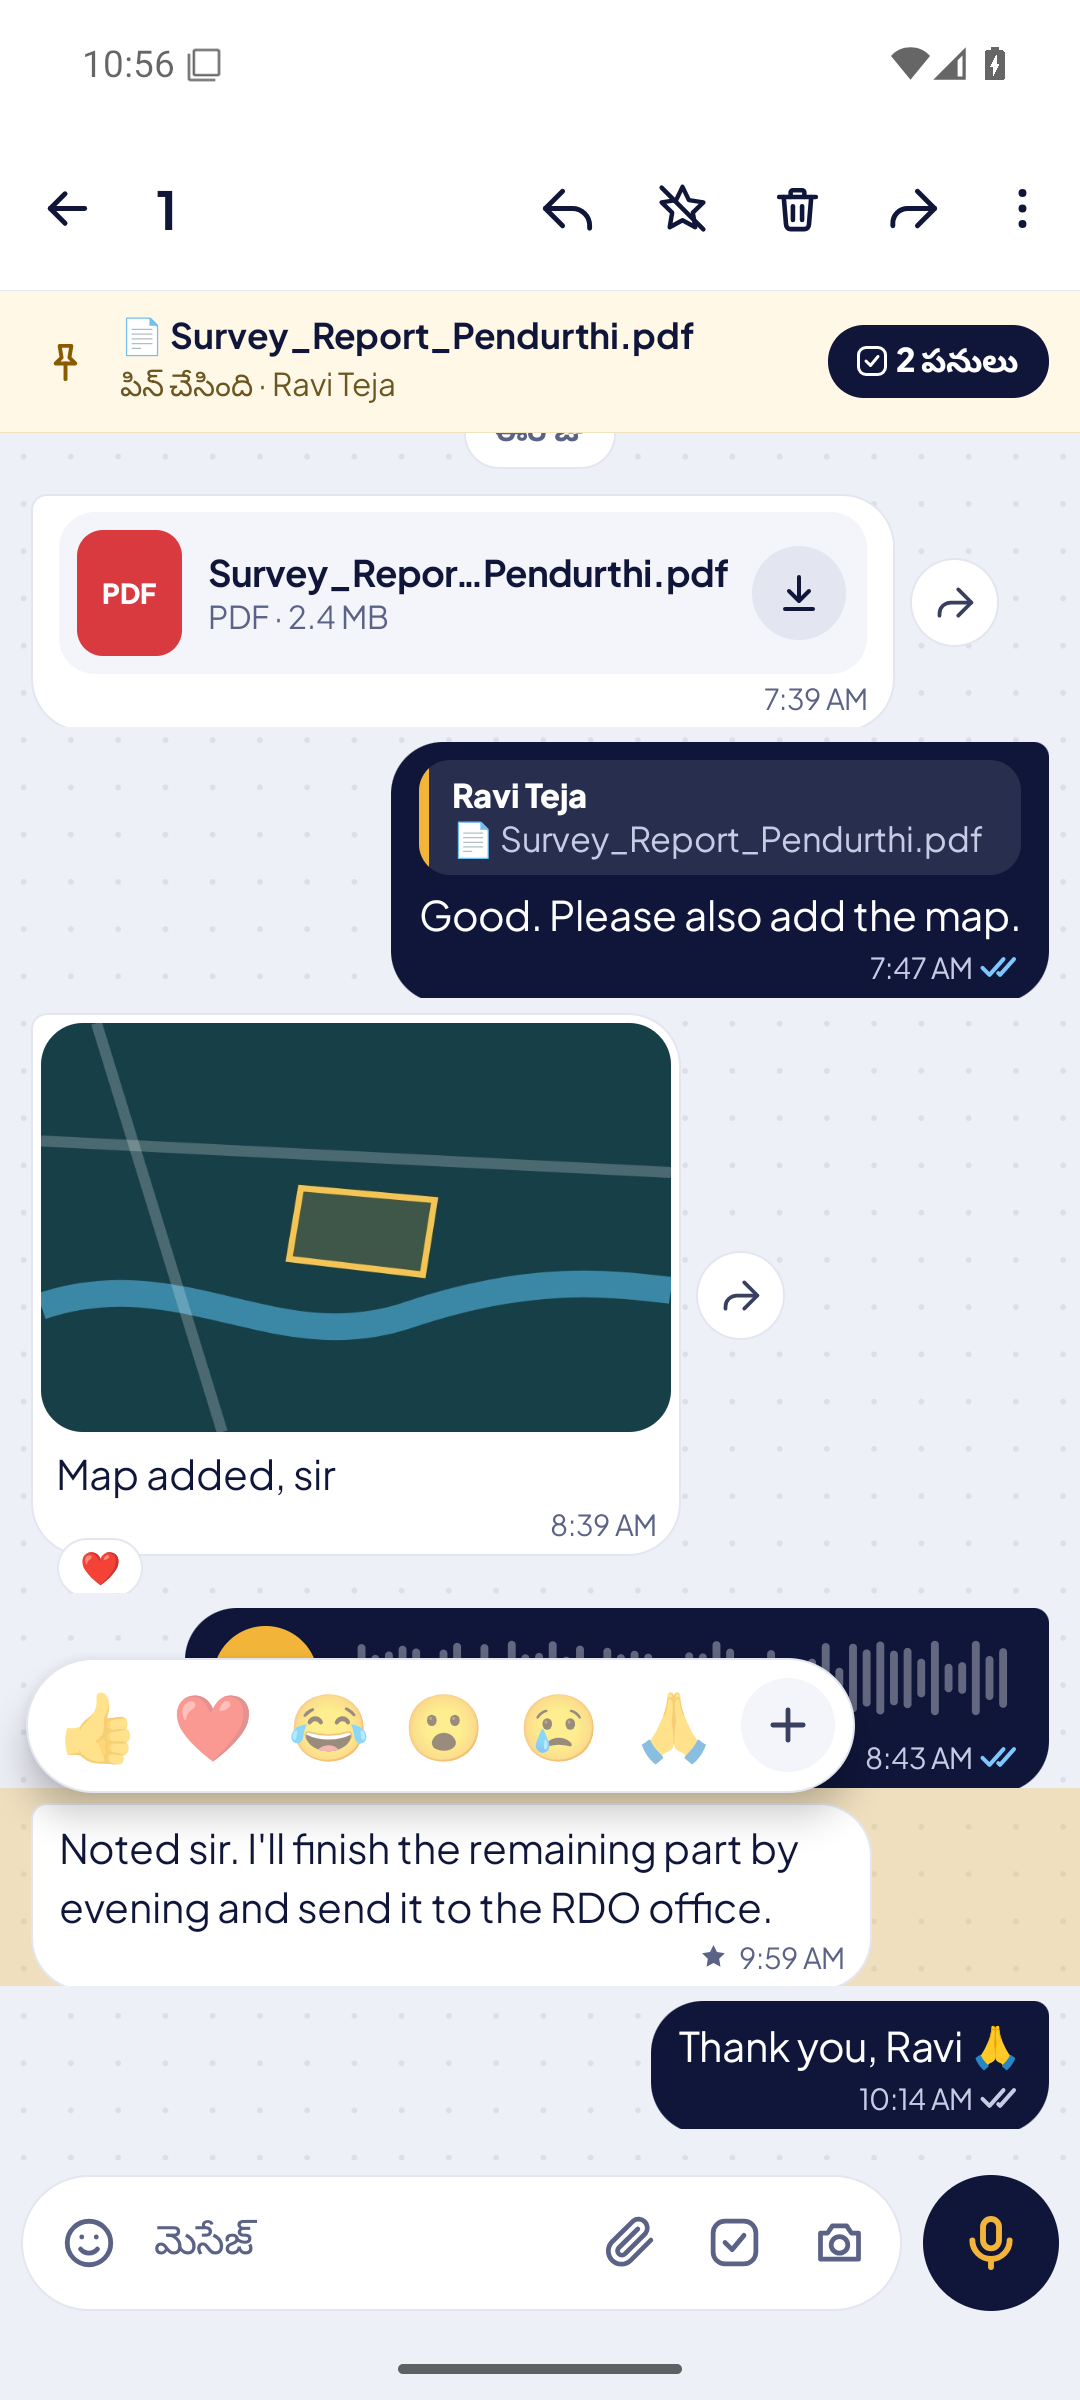 10:56
1
📄 Survey_Report_Pendurthi.pdf
పిన్ చేసింది · Ravi Teja
2 పనులు
PDF
Survey_Repor...Pendurthi.pdf
PDF · 2.4 MB
7:39 AM
Ravi Teja
📄 Survey_Report_Pendurthi.pdf
Good. Please also add the map.
7:47 AM
Map added, sir
8:39 AM
8:43 AM
Noted sir. I'll finish the remaining part by
evening and send it to the RDO office.
9:59 AM
Thank you, Ravi 🙏
10:14 AM
మెసేజ్